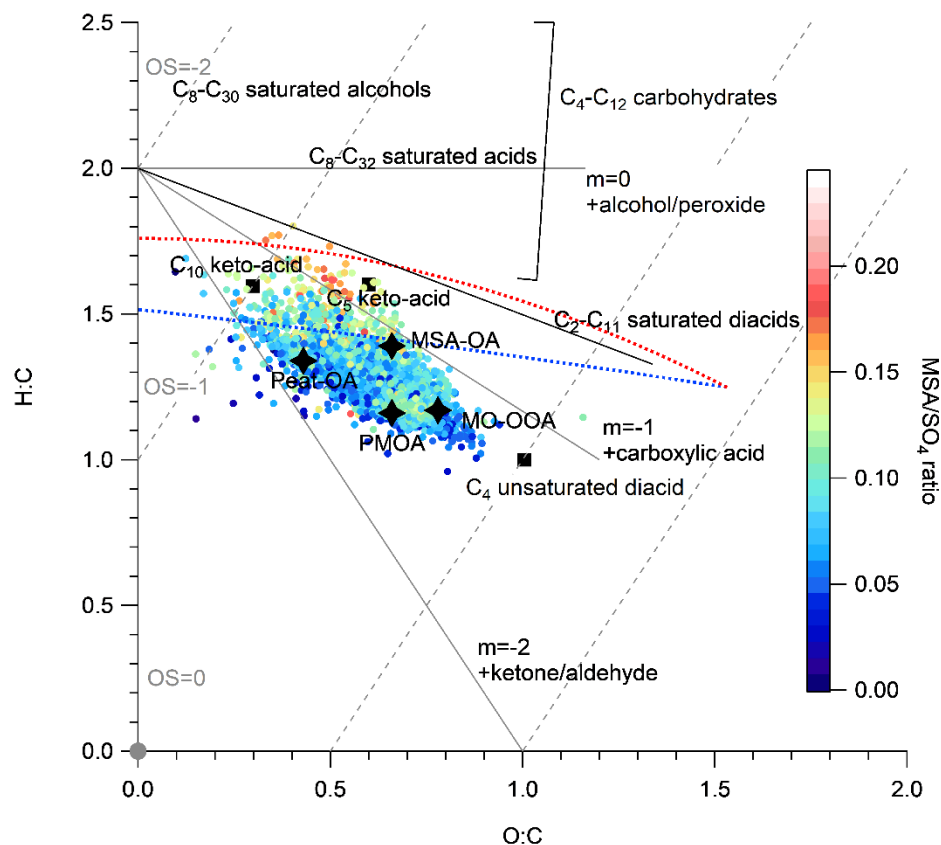 2.5
2.0
1.5
1.0
0.5
0.0
H:C
0.0
0.5
1.0
1.5
2.0
O:C
OS=-2
C₈-C₃₀ saturated alcohols
C₄-C₁₂ carbohydrates
C₈-C₃₂ saturated acids
m=0
+alcohol/peroxide
C₁₀ keto-acid
C₅ keto-acid
C₂-C₁₁ saturated diacids
MSA-OA
OS=-1
Peat-OA
MO-OOA
PMOA
m=-1
+carboxylic acid
C₄ unsaturated diacid
m=-2
+ketone/aldehyde
OS=0
0.20
0.15
0.10
0.05
0.00
MSA/SO₄ ratio